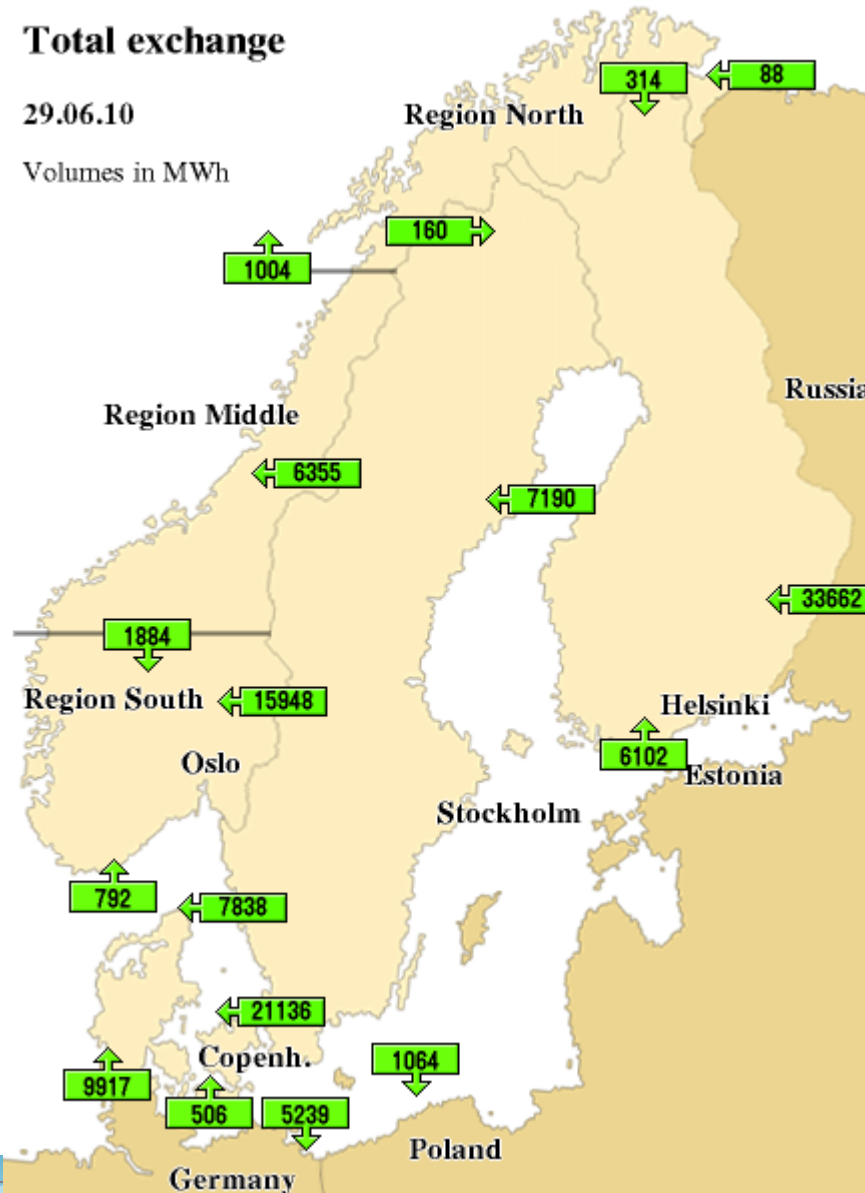 Total exchange
314
88
29.06.10
Region North
Volumes in MWh
160
1004
Russia
Region Middle
6355
7190
33662
1884
Region South
15948
Helsinki
6102
Oslo
Estonia
Stockholm
792
7838
21136
Copenh.
1064
9917
506
5239
Poland
Germany